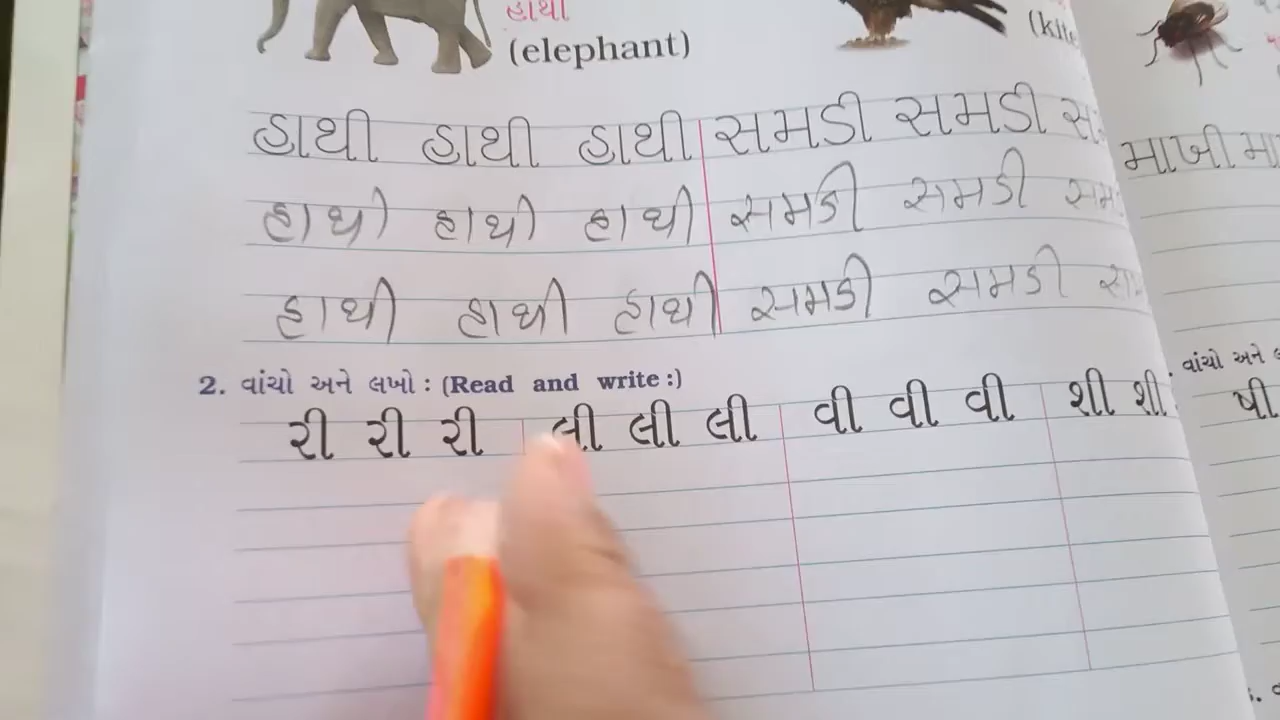 હાથી
(elephant)
(kite
હાથી હાથી હાથી સમડી સમડી
માખી
હાથી હાથી હાથી સમડી સમડી
હાથી હાથી હાથી સમડી સમડી
2. વાંચો અને લખો : (Read and write :)
રી રી રી લી લી લી વી વી વી શી શી
વાંચો અને
ષી